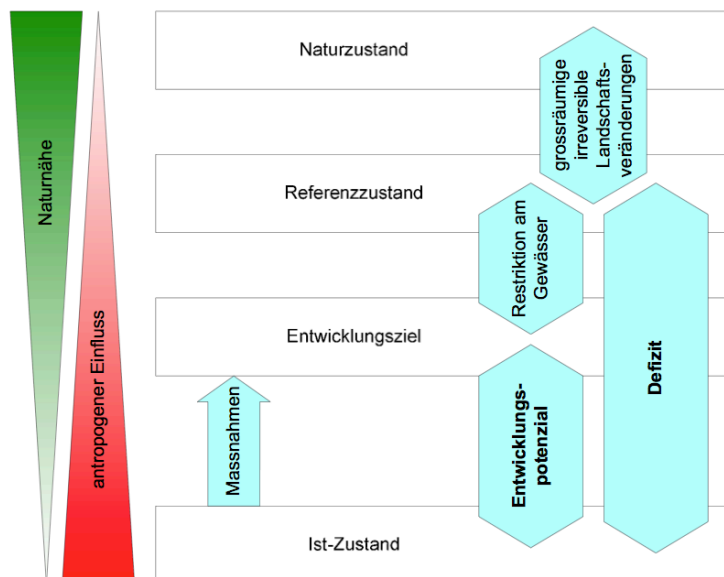 Naturnähe
antropogener Einfluss
Naturzustand
grossräumige
irreversible
Landschafts-
veränderungen
Referenzzustand
Restriktion am
Gewässer
Entwicklungsziel
Defizit
Massnahmen
Entwicklungs-
potenzial
Ist-Zustand